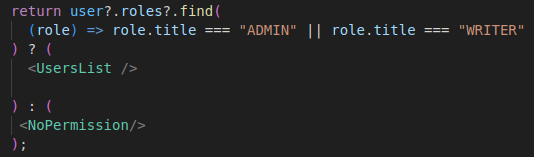 return user?.roles?.find(
(role) => role.title === "ADMIN" || role.title === "WRITER"
) ? (
<UsersList />
) : (
<NoPermission/>
);